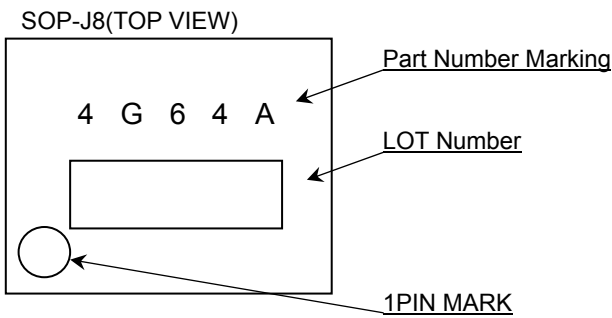 SOP-J8(TOP VIEW)
Part Number Marking
4 G 6 4 A
LOT Number
1PIN MARK